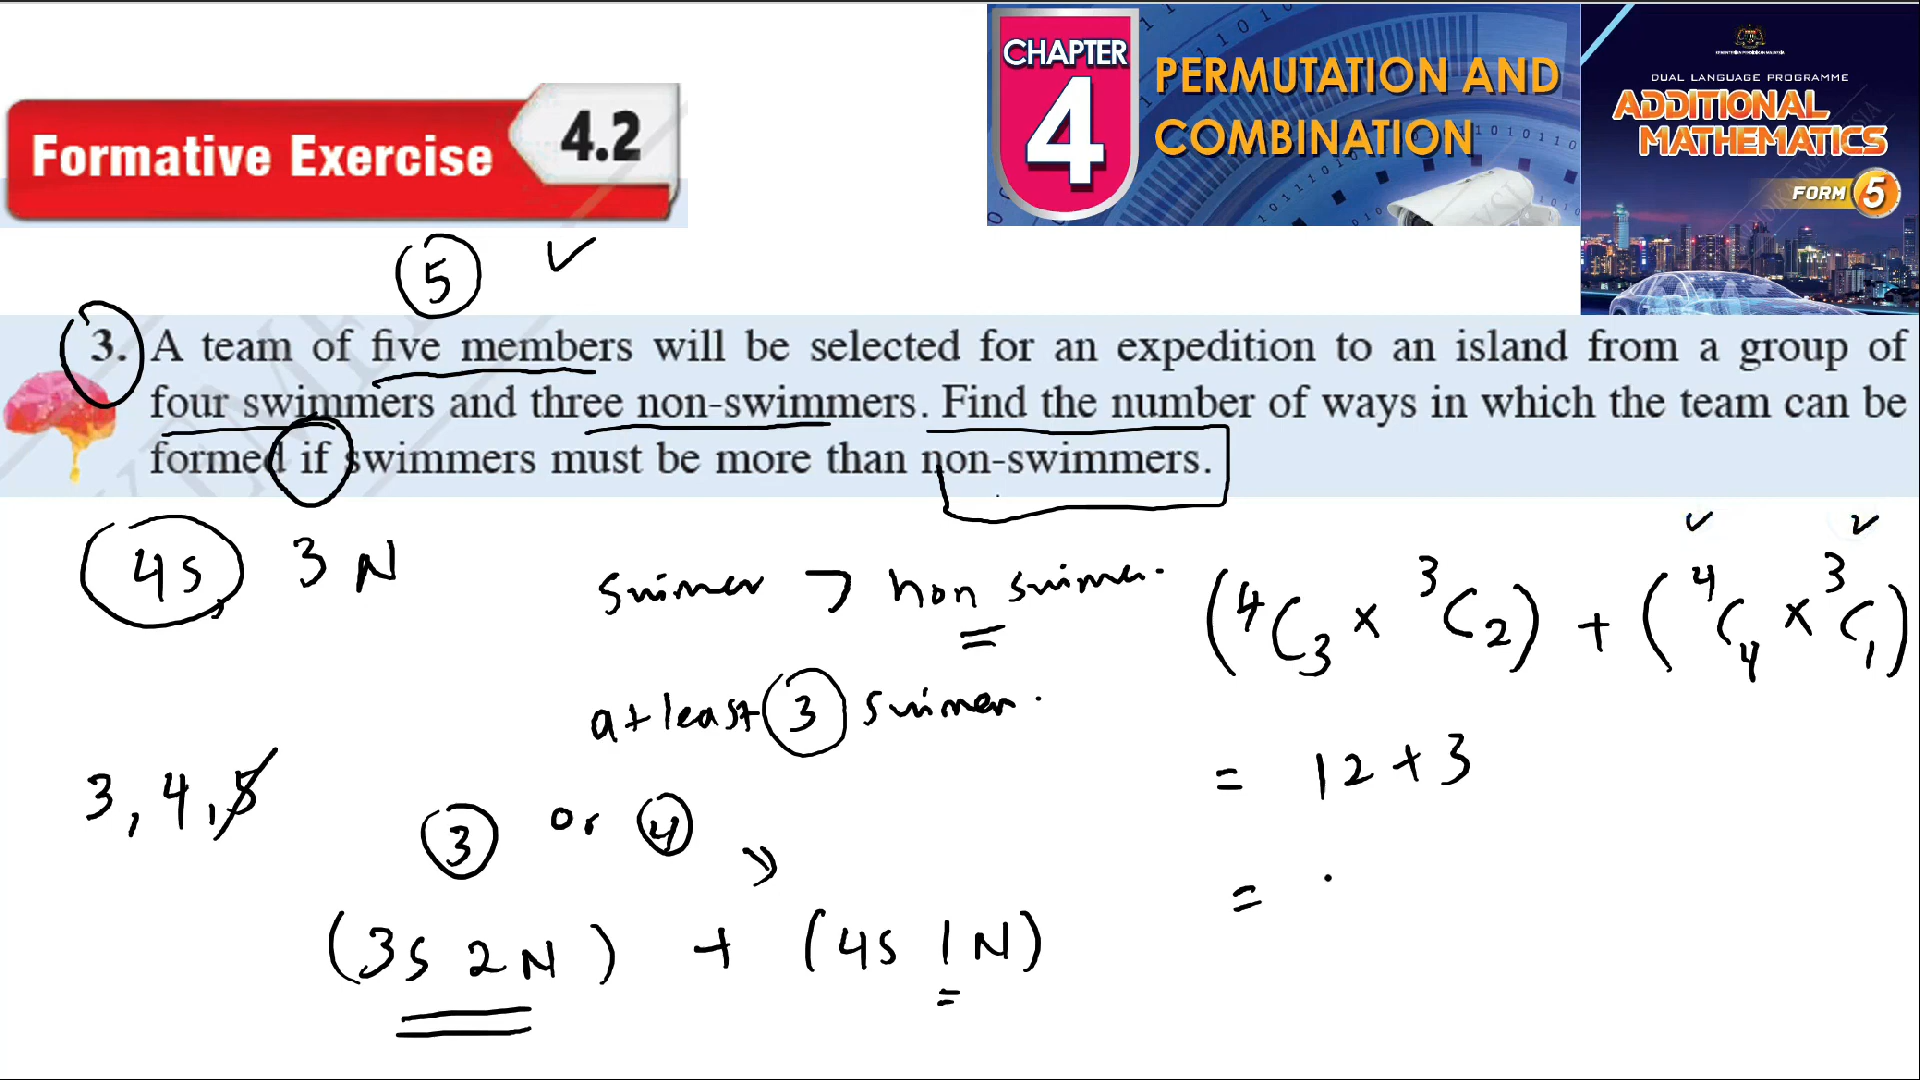 CHAPTER
4
PERMUTATION AND
COMBINATION
DUAL LANGUAGE PROGRAMME
ADDITIONAL
MATHEMATICS
FORM 5
Formative Exercise 4.2
5 ✓
3. A team of five members will be selected for an expedition to an island from a group of
four swimmers and three non-swimmers. Find the number of ways in which the team can be
formed if swimmers must be more than non-swimmers.
4S, 3 N
swimer > non swimer.
at least 3 swimer.
3, 4, 5
3 or 4
(3S 2N) + (4S 1N)
(⁴C₃ × ³C₂) + (⁴C₄ × ³C₁)
= 12 + 3
= .